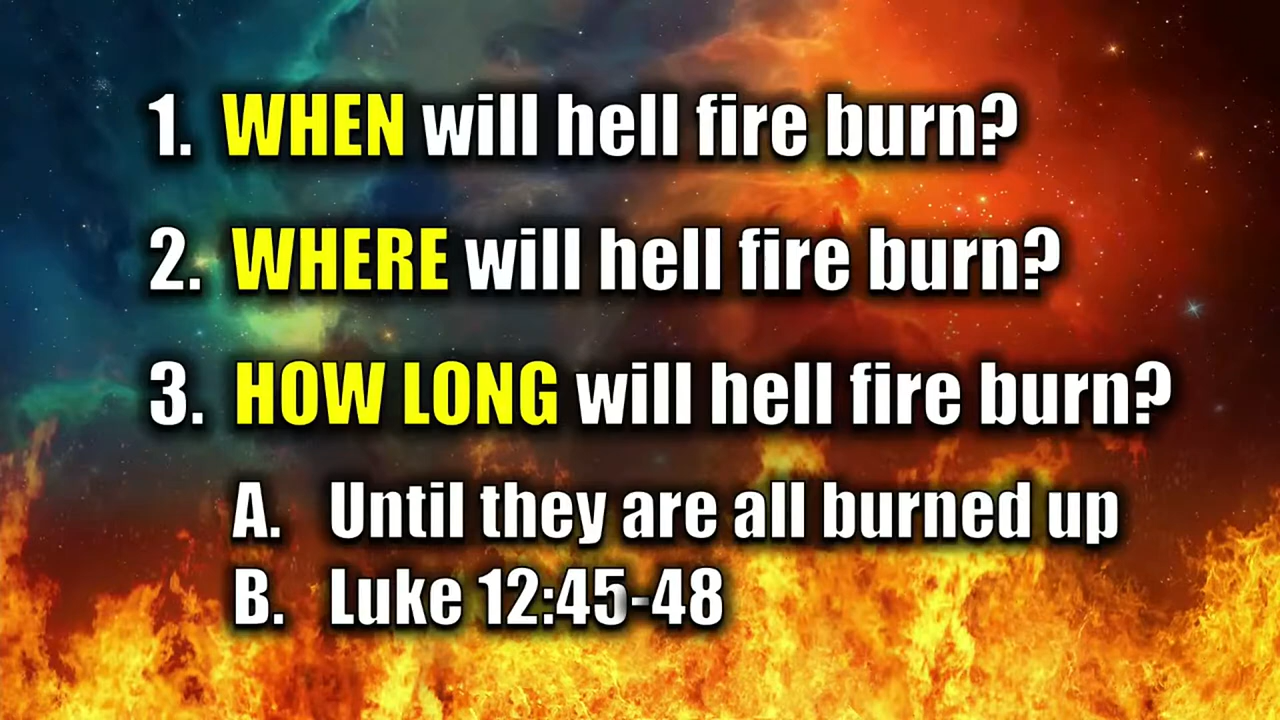 1. WHEN will hell fire burn?
2. WHERE will hell fire burn?
3. HOW LONG will hell fire burn?
A. Until they are all burned up
B. Luke 12:45-48